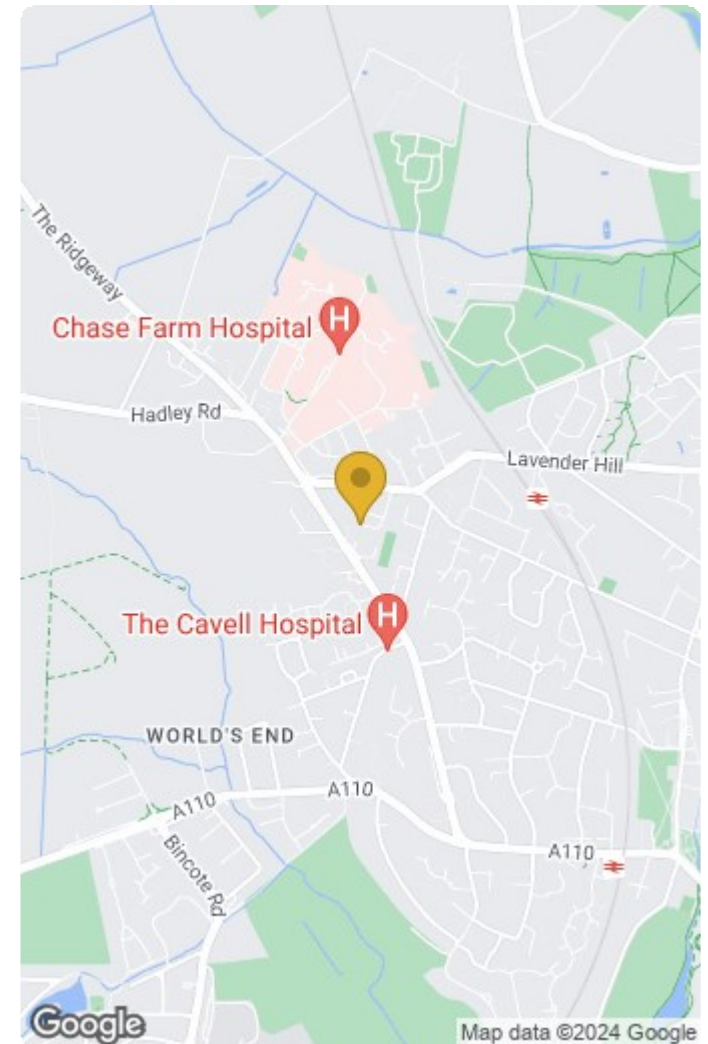 The Ridgeway
Chase Farm Hospital
H
Hadley Rd
Lavender Hill
The Cavell Hospital
H
WORLD'S END
A110
A110
A110
Bincote Rd
Google
Map data ©2024 Google